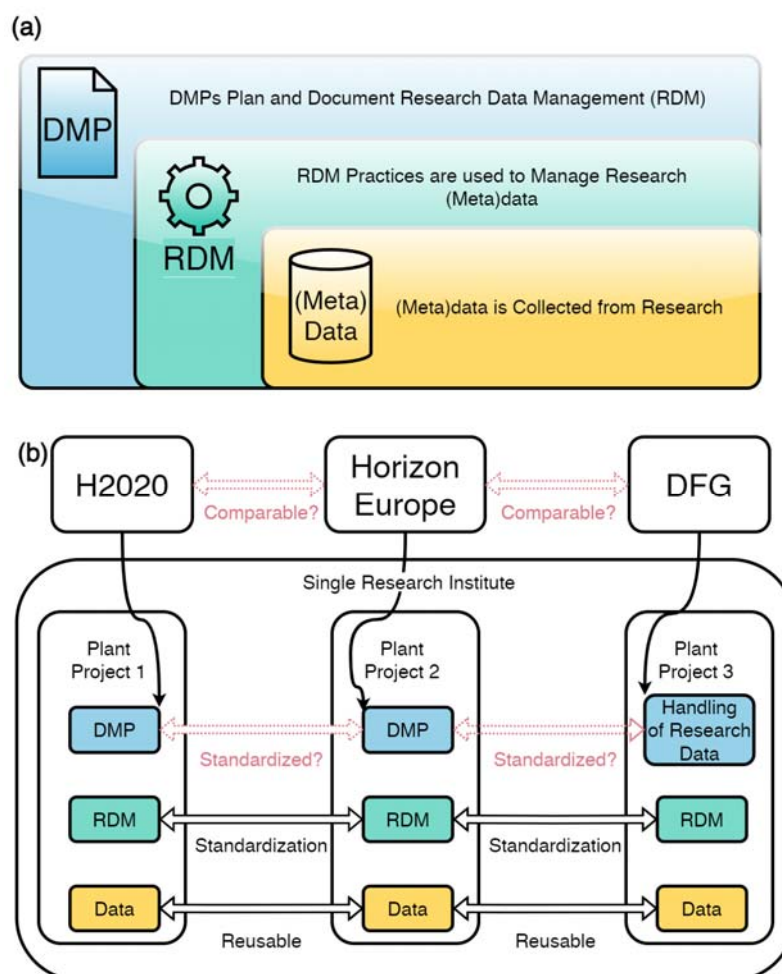 (a)
DMP
DMPs Plan and Document Research Data Management (RDM)
RDM
RDM Practices are used to Manage Research
(Meta)data
(Meta)
Data
(Meta)data is Collected from Research
(b)
H2020
Comparable?
Horizon
Europe
Comparable?
DFG
Single Research Institute
Plant
Project 1
Plant
Project 2
Plant
Project 3
DMP
Standardized?
DMP
Standardized?
Handling
of Research
Data
RDM
Standardization
RDM
Standardization
RDM
Data
Reusable
Data
Reusable
Data